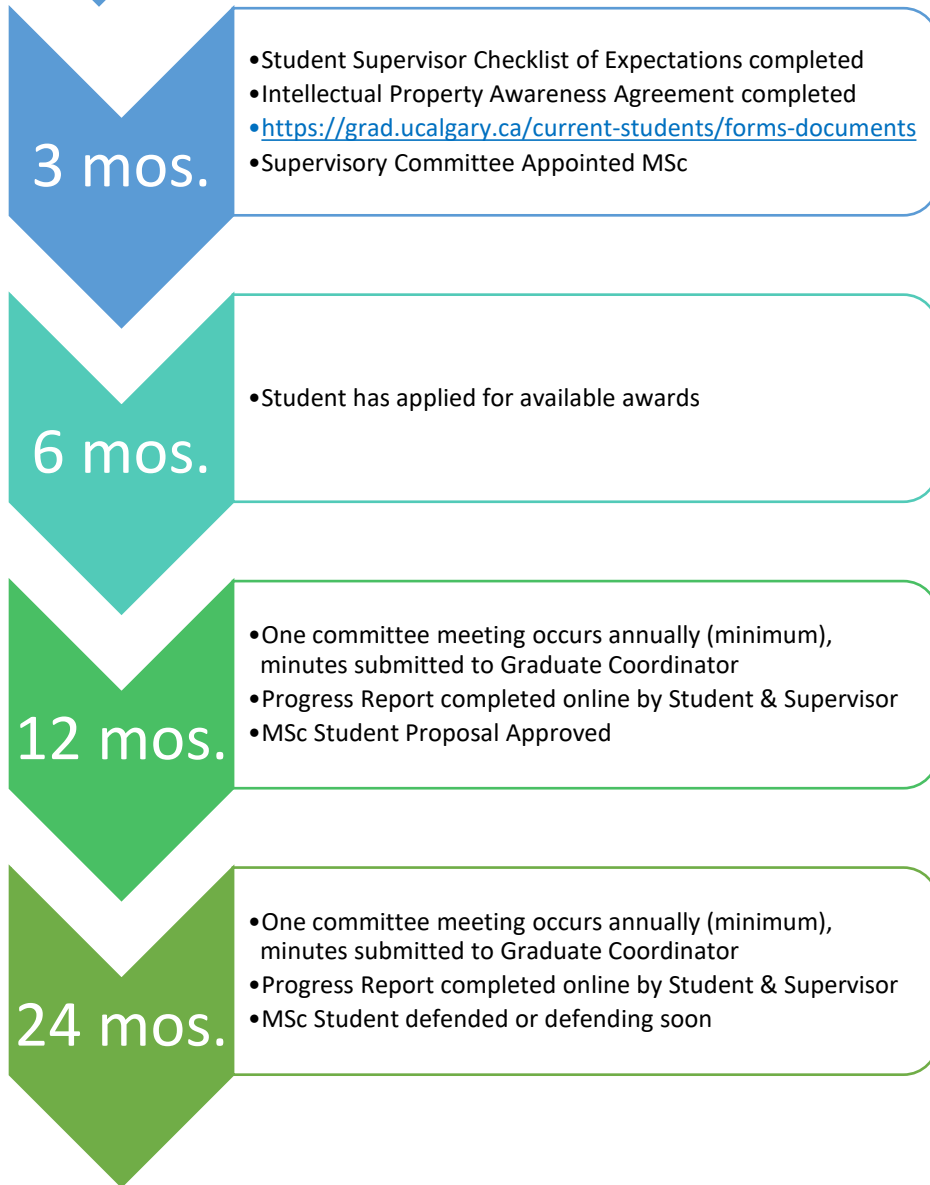 3 mos.
•Student Supervisor Checklist of Expectations completed
•Intellectual Property Awareness Agreement completed
•https://grad.ucalgary.ca/current-students/forms-documents
•Supervisory Committee Appointed MSc
6 mos.
•Student has applied for available awards
12 mos.
•One committee meeting occurs annually (minimum),
minutes submitted to Graduate Coordinator
•Progress Report completed online by Student & Supervisor
•MSc Student Proposal Approved
24 mos.
•One committee meeting occurs annually (minimum),
minutes submitted to Graduate Coordinator
•Progress Report completed online by Student & Supervisor
•MSc Student defended or defending soon